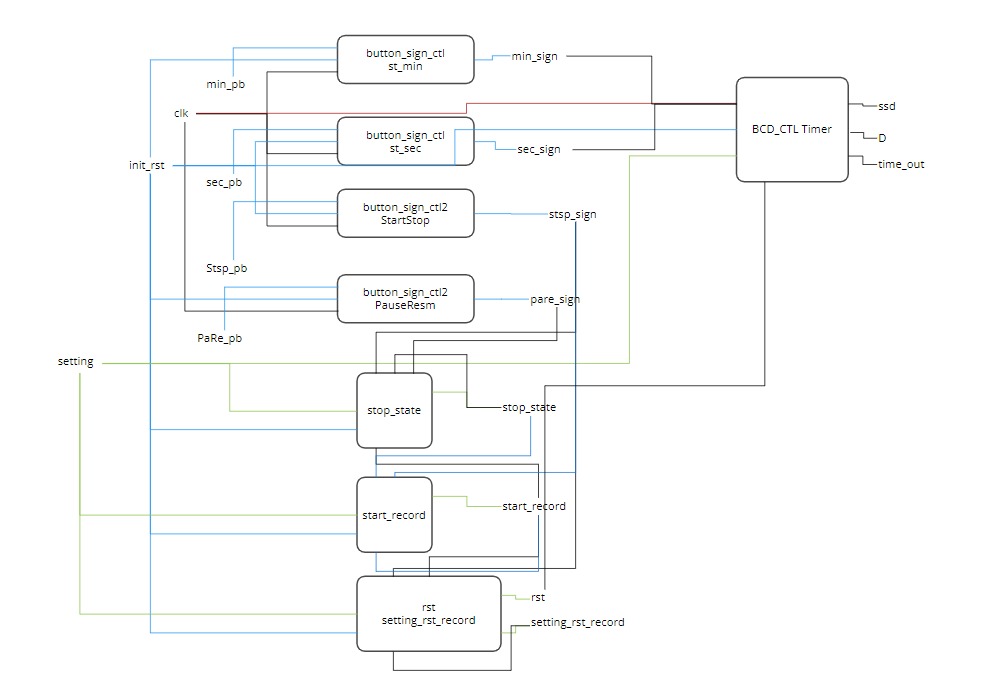 button_sign_ctl
st_min
min_sign
min_pb
clk
ssd
BCD_CTL Timer
button_sign_ctl
st_sec
D
sec_sign
init_rst
time_out
sec_pb
button_sign_ctl2
StartStop
stsp_sign
Stsp_pb
button_sign_ctl2
PauseResm
pare_sign
PaRe_pb
setting
stop_state
stop_state
start_record
start_record
rst
rst
setting_rst_record
setting_rst_record